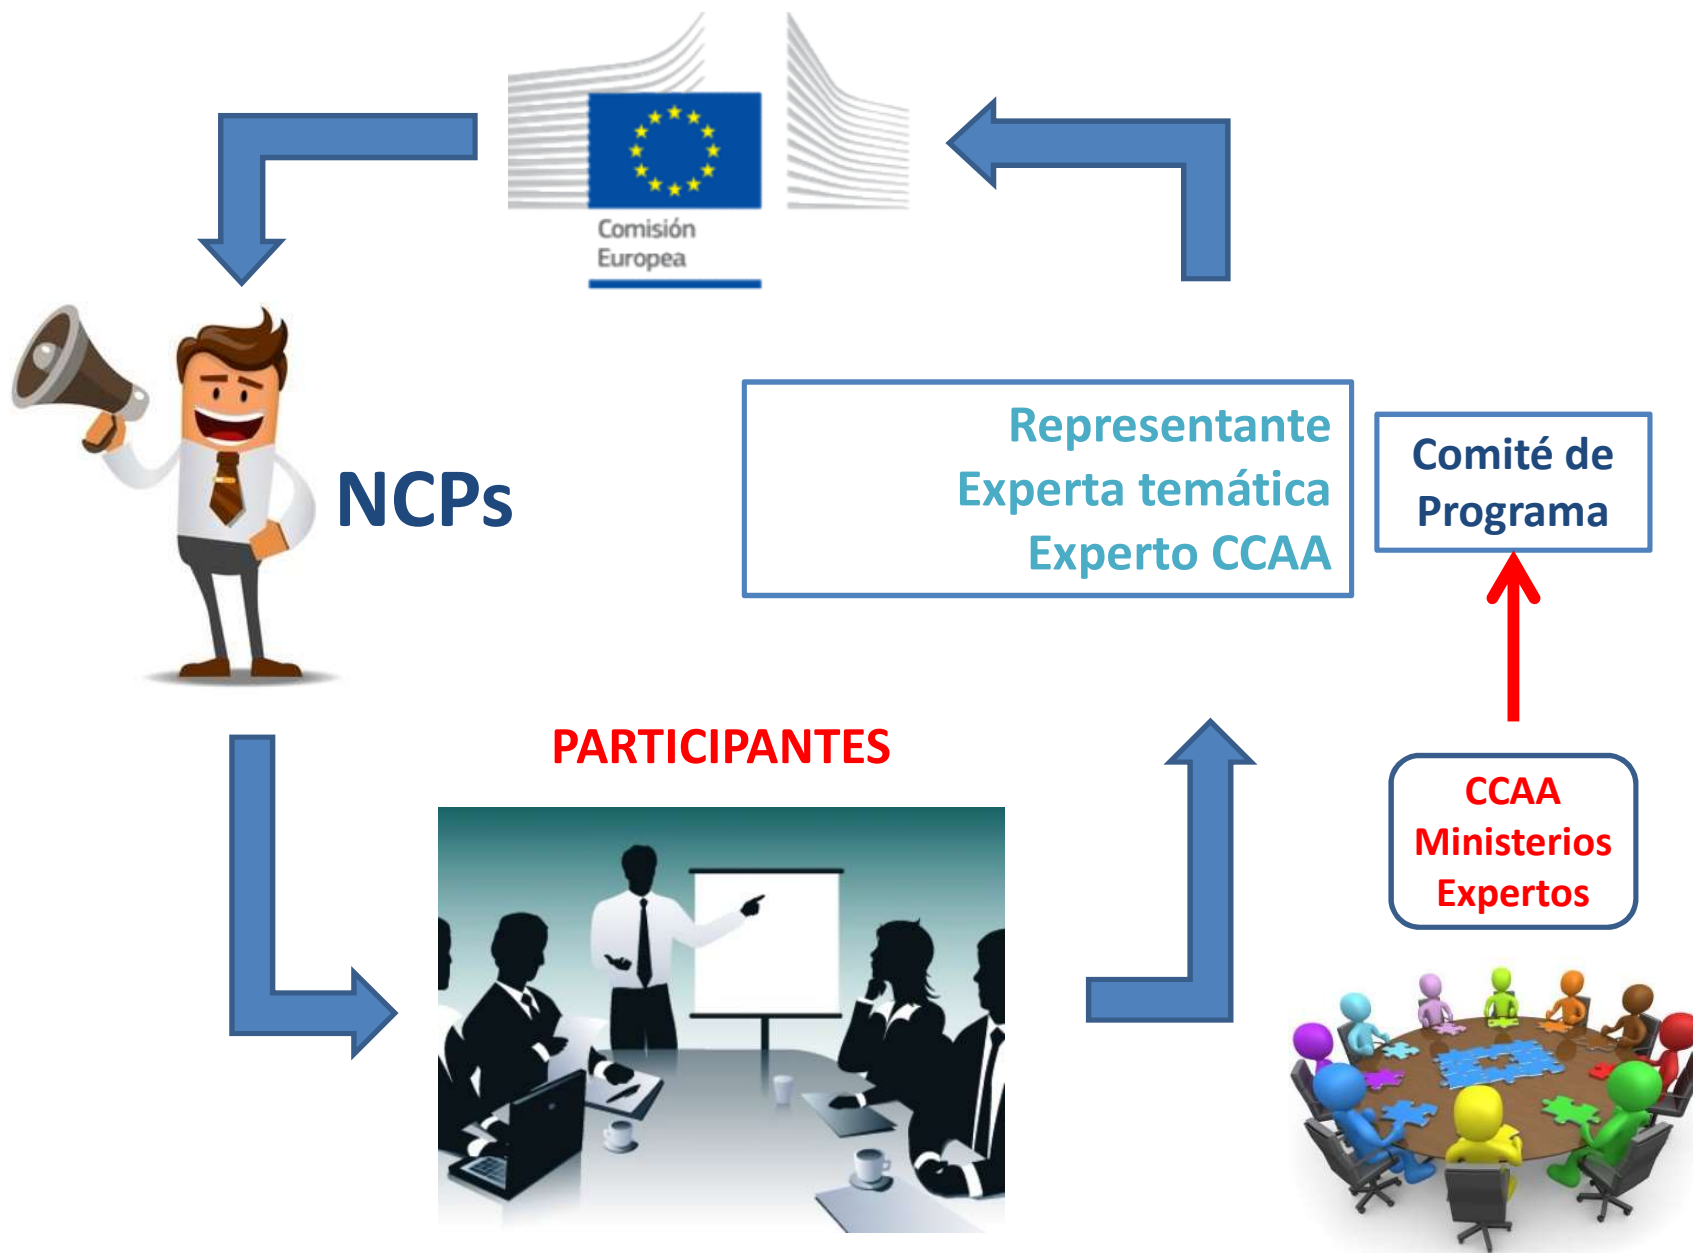 Comisión
Europea
NCPs
Representante
Experta temática
Experto CCAA
Comité de
Programa
PARTICIPANTES
CCAA
Ministerios
Expertos